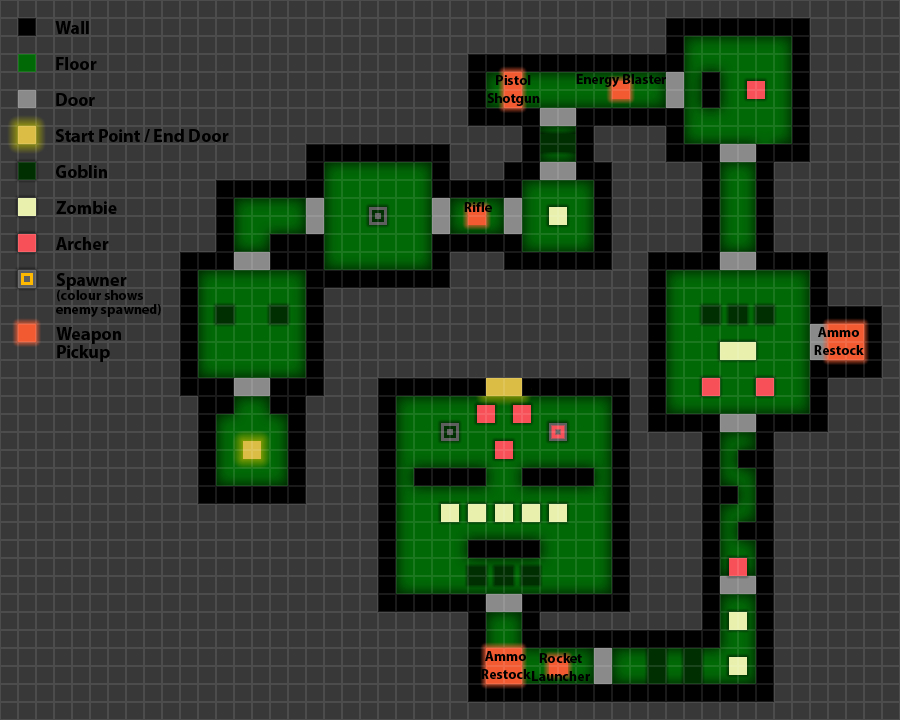 Wall
Floor
Door
Start Point / End Door
Goblin
Zombie
Archer
Spawner
(colour shows
enemy spawned)
Weapon
Pickup
Pistol
Shotgun
Energy Blaster
Rifle
Ammo
Restock
Ammo
Restock
Rocket
Launcher